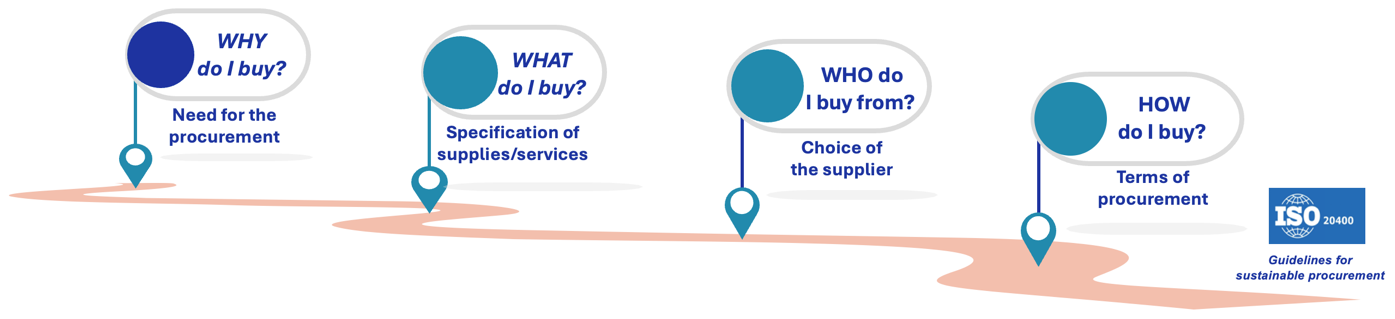 WHY
do I buy?
Need for the
procurement
WHAT
do I buy?
Specification of
supplies/services
WHO do
I buy from?
Choice of
the supplier
HOW
do I buy?
Terms of
procurement
ISO 20400
Guidelines for
sustainable procurement